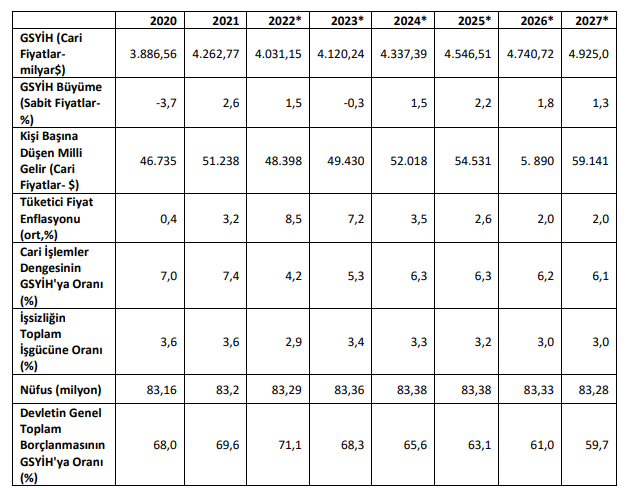 2020 2021 2022* 2023* 2024* 2025* 2026* 2027*
GSYİH (Cari
Fiyatlar-
milyar$)
3.886,56 4.262,77 4.031,15 4.120,24 4.337,39 4.546,51 4.740,72 4.925,0
GSYİH Büyüme
(Sabit Fiyatlar-
%)
-3,7 2,6 1,5 -0,3 1,5 2,2 1,8 1,3
Kişi Başına
Düşen Milli
Gelir (Cari
Fiyatlar- $)
46.735 51.238 48.398 49.430 52.018 54.531 5. 890 59.141
Tüketici Fiyat
Enflasyonu
(ort,%)
0,4 3,2 8,5 7,2 3,5 2,6 2,0 2,0
Cari İşlemler
Dengesinin
GSYİH'ya Oranı
(%)
7,0 7,4 4,2 5,3 6,3 6,3 6,2 6,1
İşsizliğin
Toplam
İşgücüne Oranı
(%)
3,6 3,6 2,9 3,4 3,3 3,2 3,0 3,0
Nüfus (milyon) 83,16 83,2 83,29 83,36 83,38 83,38 83,33 83,28
Devletin Genel
Toplam
Borçlanmasının
GSYİH'ya Oranı
(%)
68,0 69,6 71,1 68,3 65,6 63,1 61,0 59,7